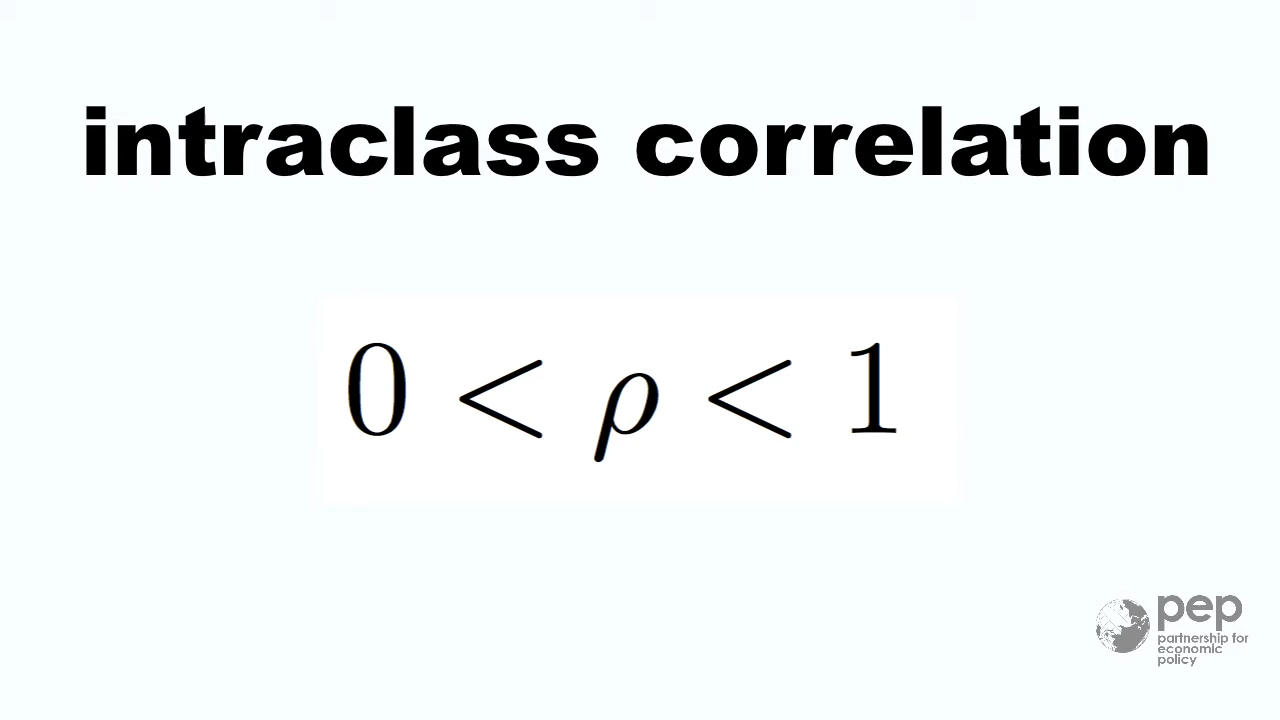 intraclass correlation
0 < ρ < 1
pep
partnership for
economic
policy